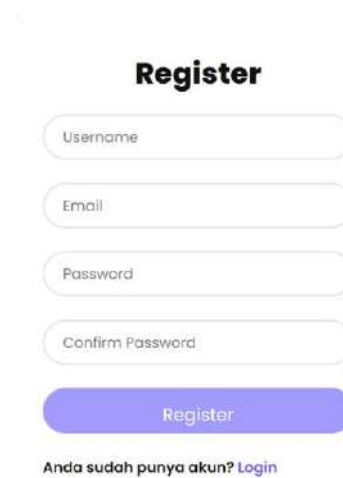 Register
Username
Email
Password
Confirm Password
Register
Anda sudah punya akun? Login